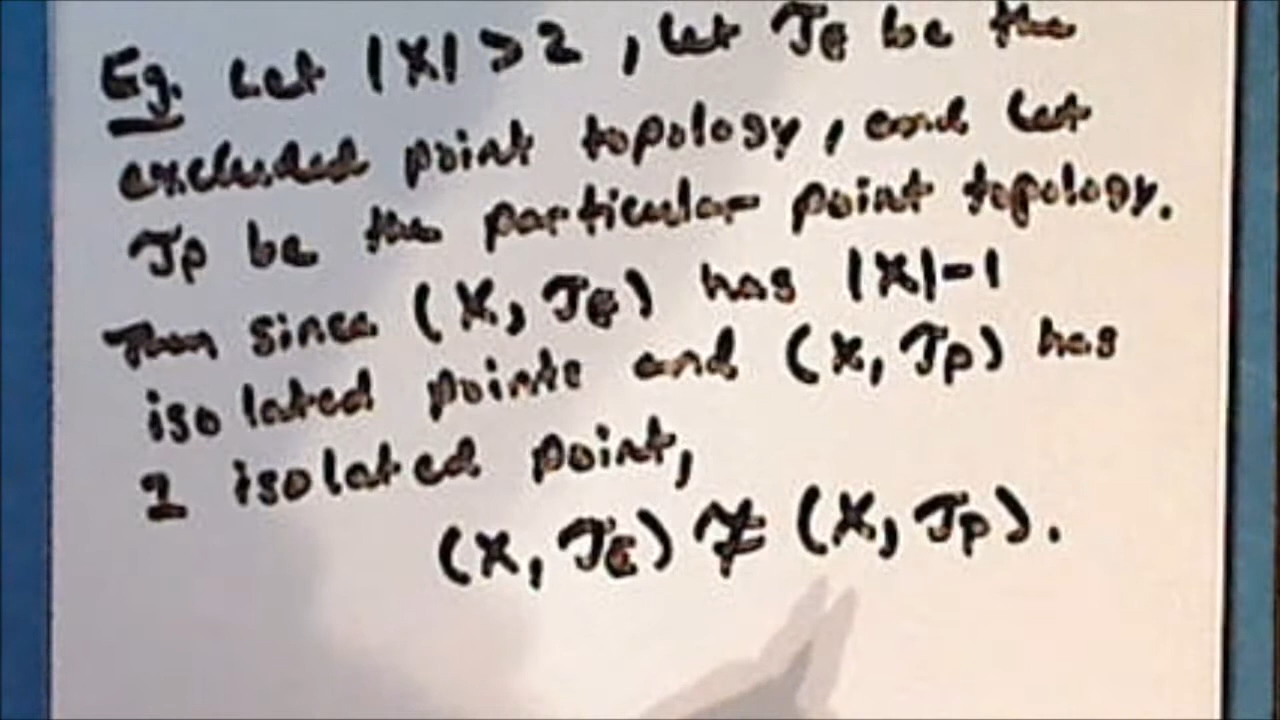 Eg. Let |X| > 2, let 𝒯E be the
excluded point topology, and let
𝒯p be the particular point topology.
Then since (X, 𝒯E) has |X|-1
isolated points and (X, 𝒯p) has
1 isolated point,
(X, 𝒯E) ≇ (X, 𝒯p).